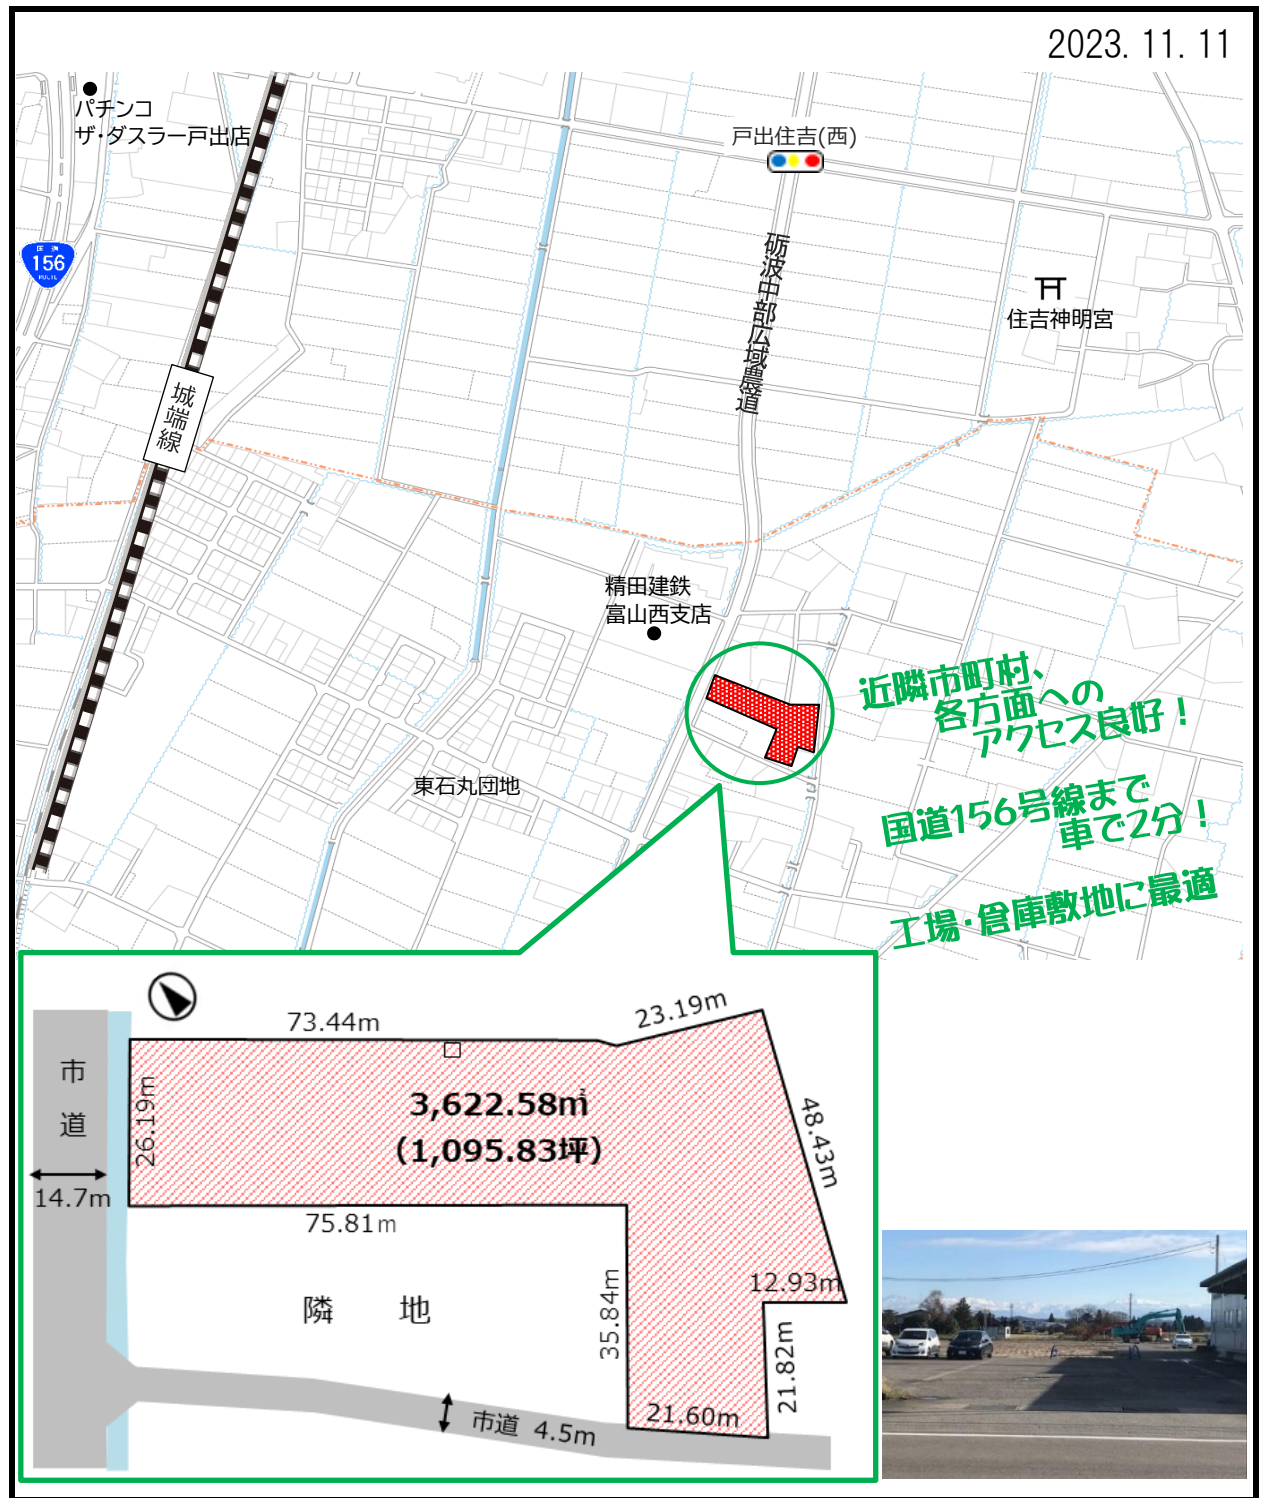 2023.11.11
パチンコ
ザ・ダスラー戸出店
戸出住吉(西)
国道
156
ROUTE
砺波中部広域農道
住吉神明宮
城端線
精田建鉄
富山西支店
近隣市町村、
各方面への
アクセス良好！
東石丸団地
国道156号線まで
車で2分！
工場・倉庫敷地に最適
73.44m
23.19m
市道
26.19m
3,622.58㎡
(1,095.83坪)
48.43m
14.7m
75.81m
12.93m
隣地
35.84m
21.82m
21.60m
市道 4.5m